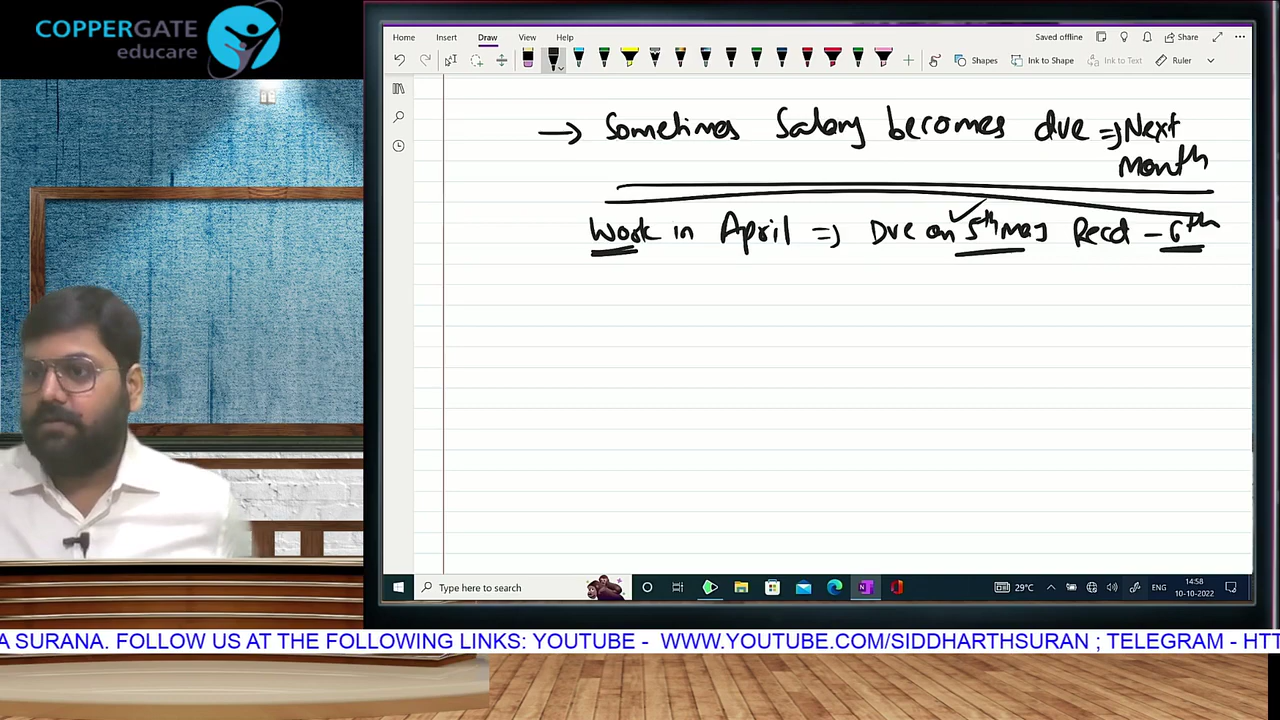 COPPERGATE
educare
Home Insert Draw View Help
Saved offline
Share
Shapes
Ink to Shape
Ink to Text
Ruler
→ Sometimes Salary becomes due => Next
Month
Work in April => Due on 5th May Recd - 6th
Type here to search
29°C
ENG
14:58
10-10-2022
A SURANA. FOLLOW US AT THE FOLLOWING LINKS: YOUTUBE - WWW.YOUTUBE.COM/SIDDHARTHSURAN ; TELEGRAM - HTT